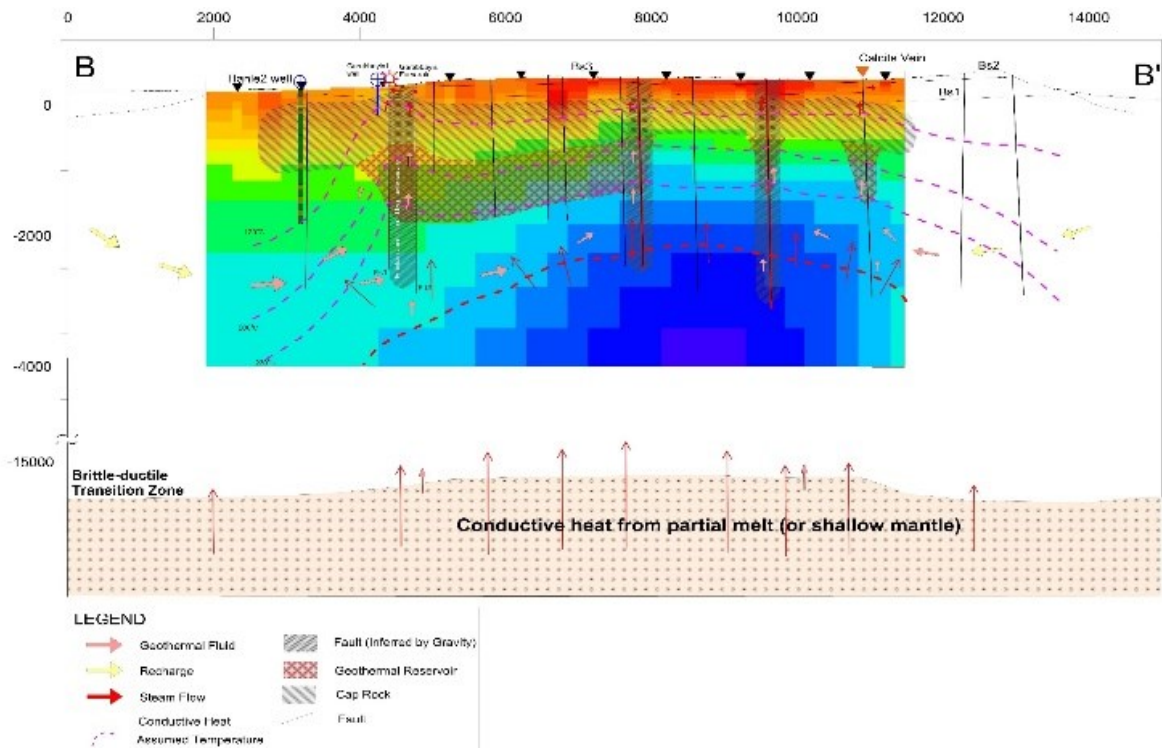 0 2000 4000 6000 8000 10000 12000 14000
B
B'
Hanle2 well
Calcite Vein
Bs2
Bs1
0
-2000
-4000
-15000
Brittle-ductile
Transition Zone
Conductive heat from partial melt (or shallow mantle)
LEGEND
Geothermal Fluid
Recharge
Steam Flow
Conductive Heat
Assumed Temperature
Fault (Inferred by Gravity)
Geothermal Reservoir
Cap Rock
Fault